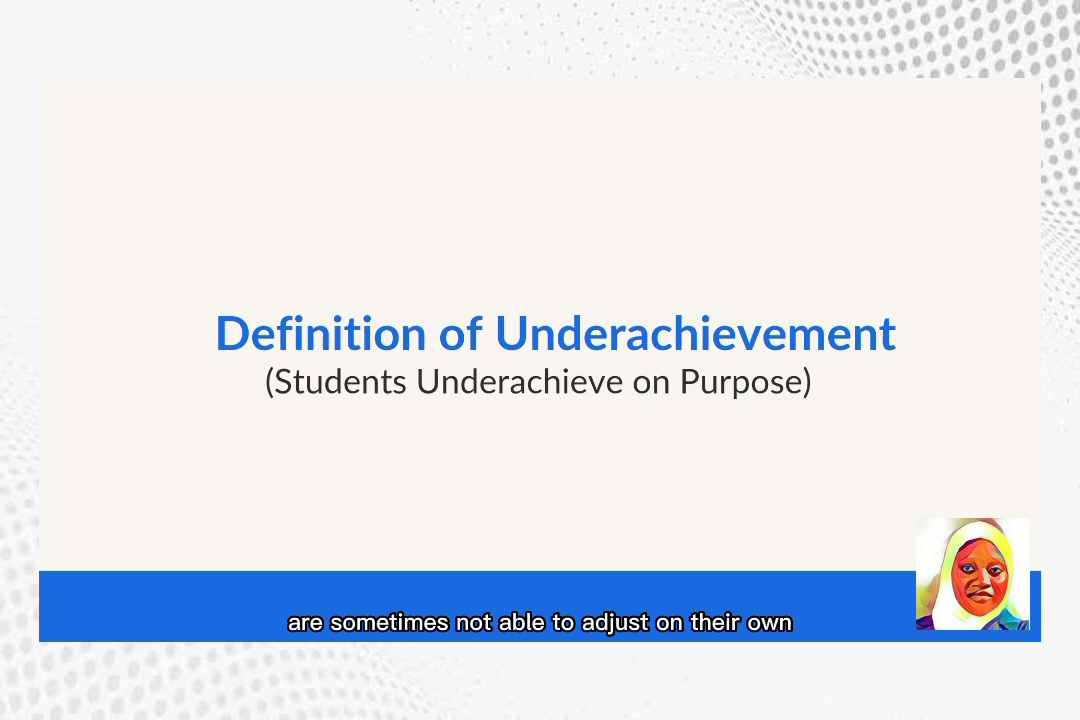 Definition of Underachievement
(Students Underachieve on Purpose)
are sometimes not able to adjust on their own